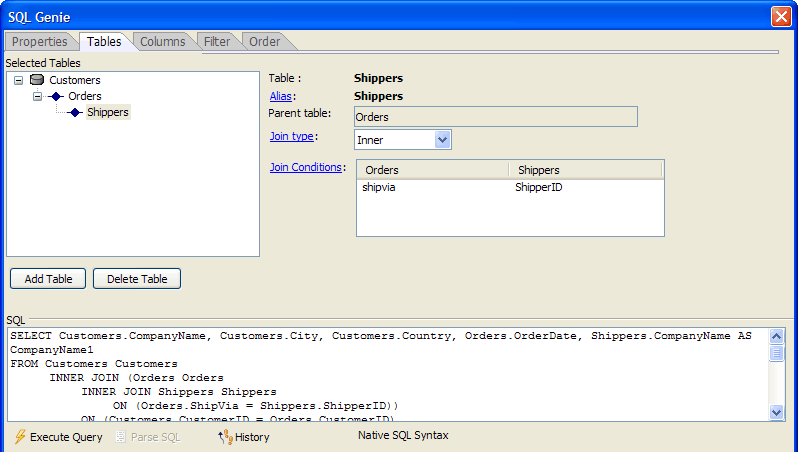 SQL Genie
Properties Tables Columns Filter Order
Selected Tables
Customers
Orders
Shippers
Table : Shippers
Alias: Shippers
Parent table: Orders
Join type: Inner
Join Conditions:
Orders Shippers
shipvia ShipperID
Add Table Delete Table
SQL
SELECT Customers.CompanyName, Customers.City, Customers.Country, Orders.OrderDate, Shippers.CompanyName AS
CompanyName1
FROM Customers Customers
INNER JOIN (Orders Orders
INNER JOIN Shippers Shippers
ON (Orders.ShipVia = Shippers.ShipperID))
ON (Customers.CustomerID = Orders.CustomerID)
Execute Query Parse SQL History Native SQL Syntax